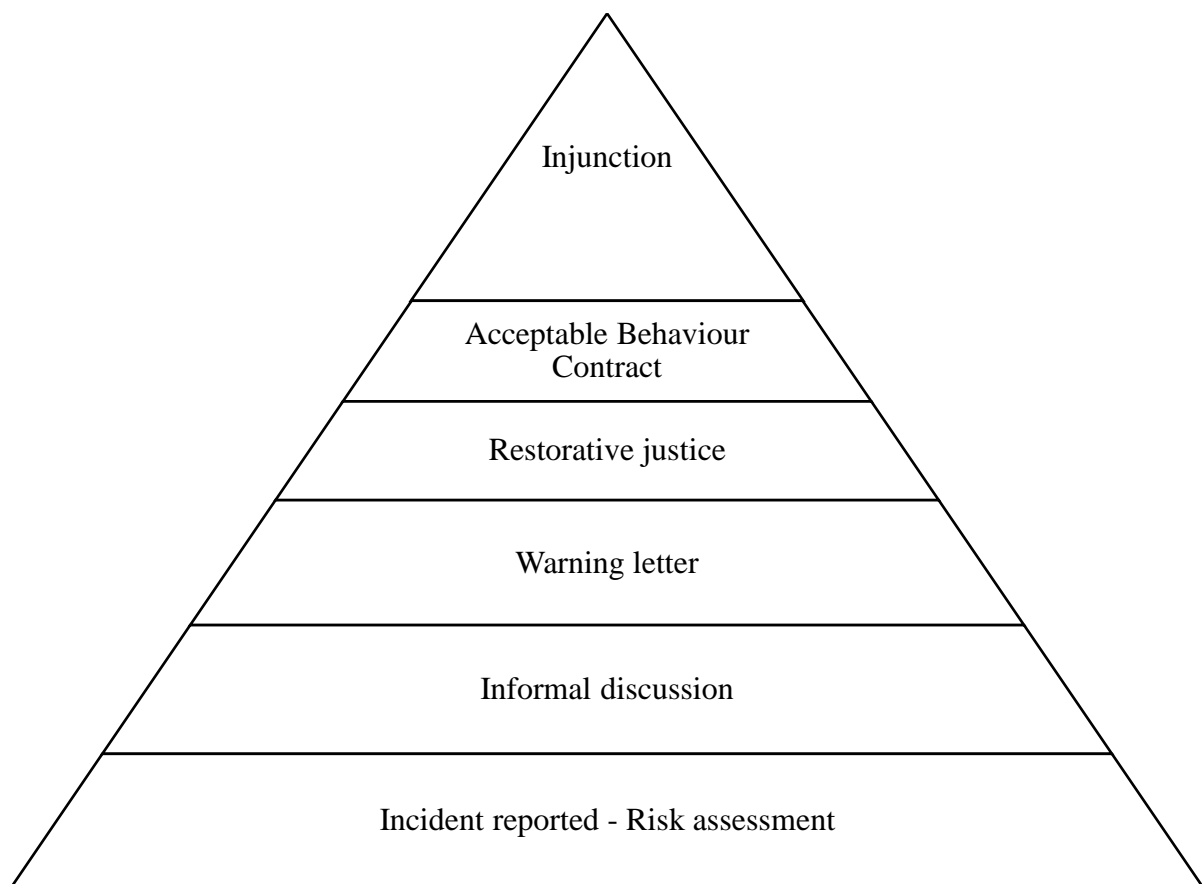 Injunction
Acceptable Behaviour
Contract
Restorative justice
Warning letter
Informal discussion
Incident reported - Risk assessment